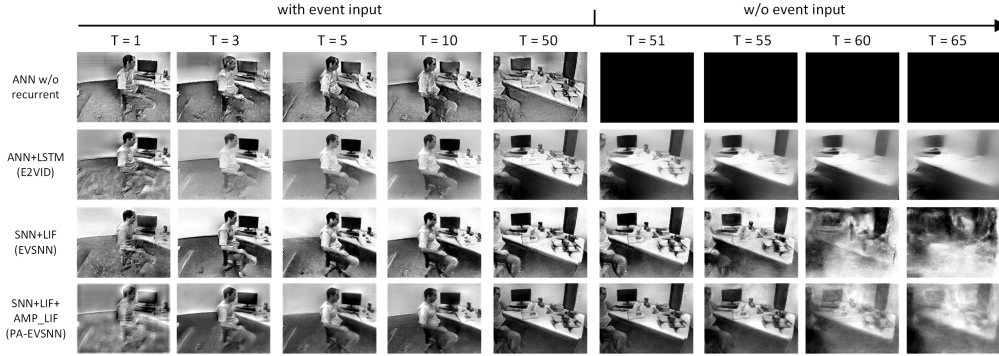 with event input w/o event input
T = 1 T = 3 T = 5 T = 10 T = 50 T = 51 T = 55 T = 60 T = 65
ANN w/o
recurrent
ANN+LSTM
(E2VID)
SNN+LIF
(EVSNN)
SNN+LIF+
AMP_LIF
(PA-EVSNN)